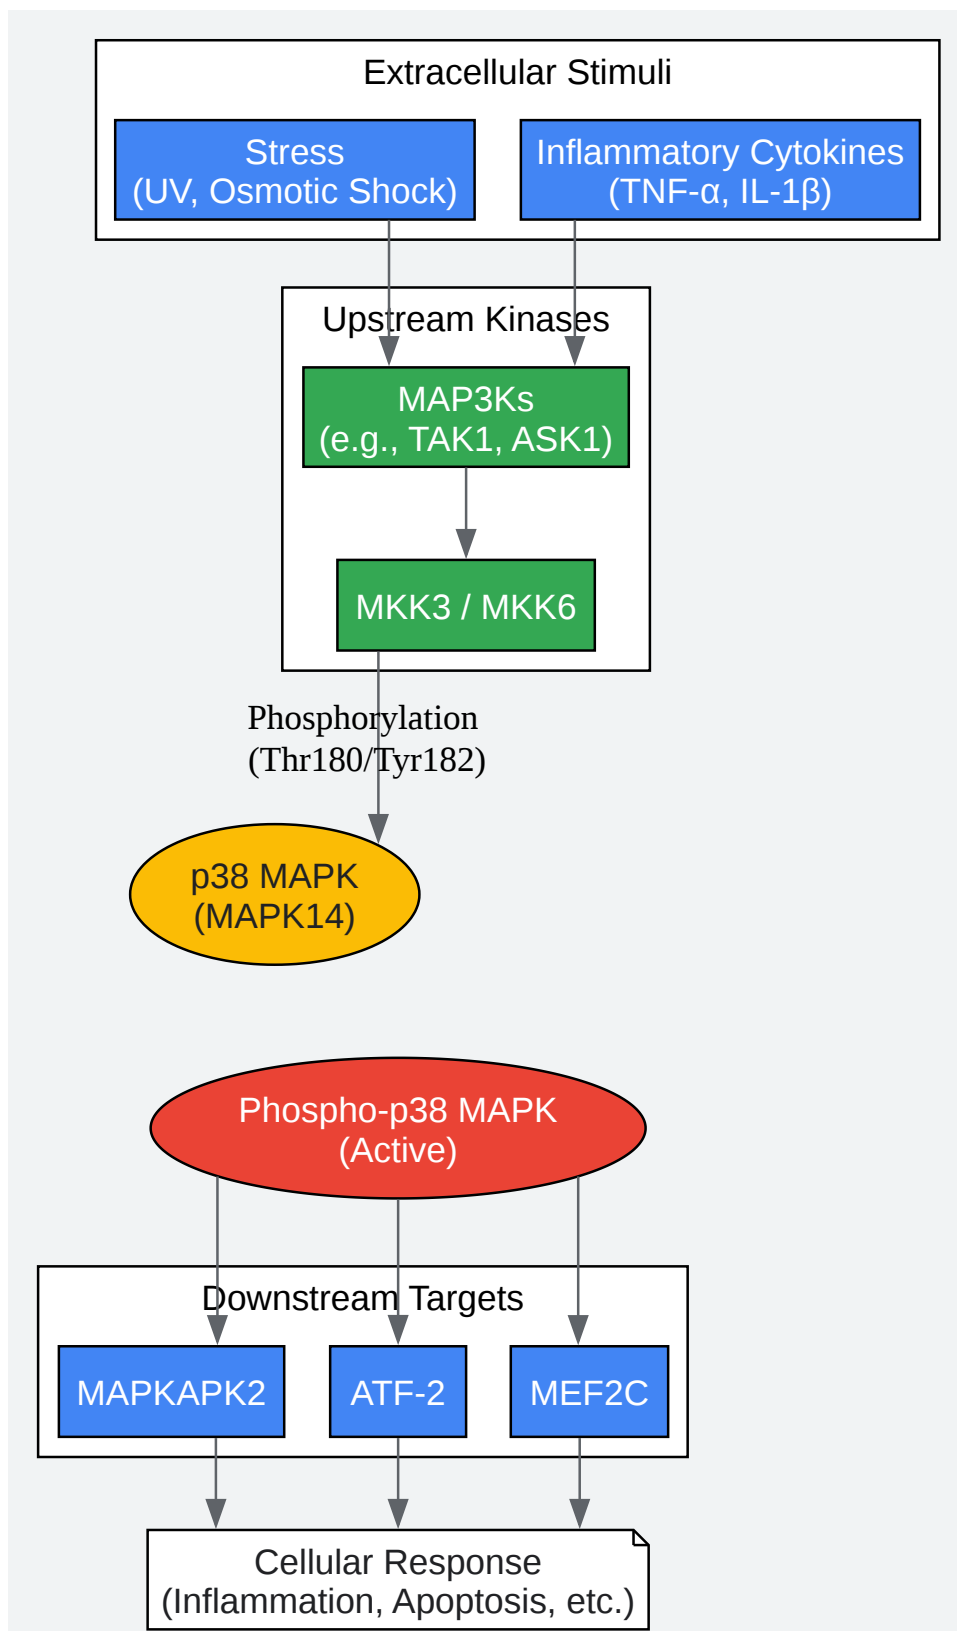 Extracellular Stimuli
Stress
(UV, Osmotic Shock)
Inflammatory Cytokines
(TNF-α, IL-1β)
Upstream Kinases
MAP3Ks
(e.g., TAK1, ASK1)
MKK3 / MKK6
Phosphorylation
(Thr180/Tyr182)
p38 MAPK
(MAPK14)
Phospho-p38 MAPK
(Active)
Downstream Targets
MAPKAPK2
ATF-2
MEF2C
Cellular Response
(Inflammation, Apoptosis, etc.)